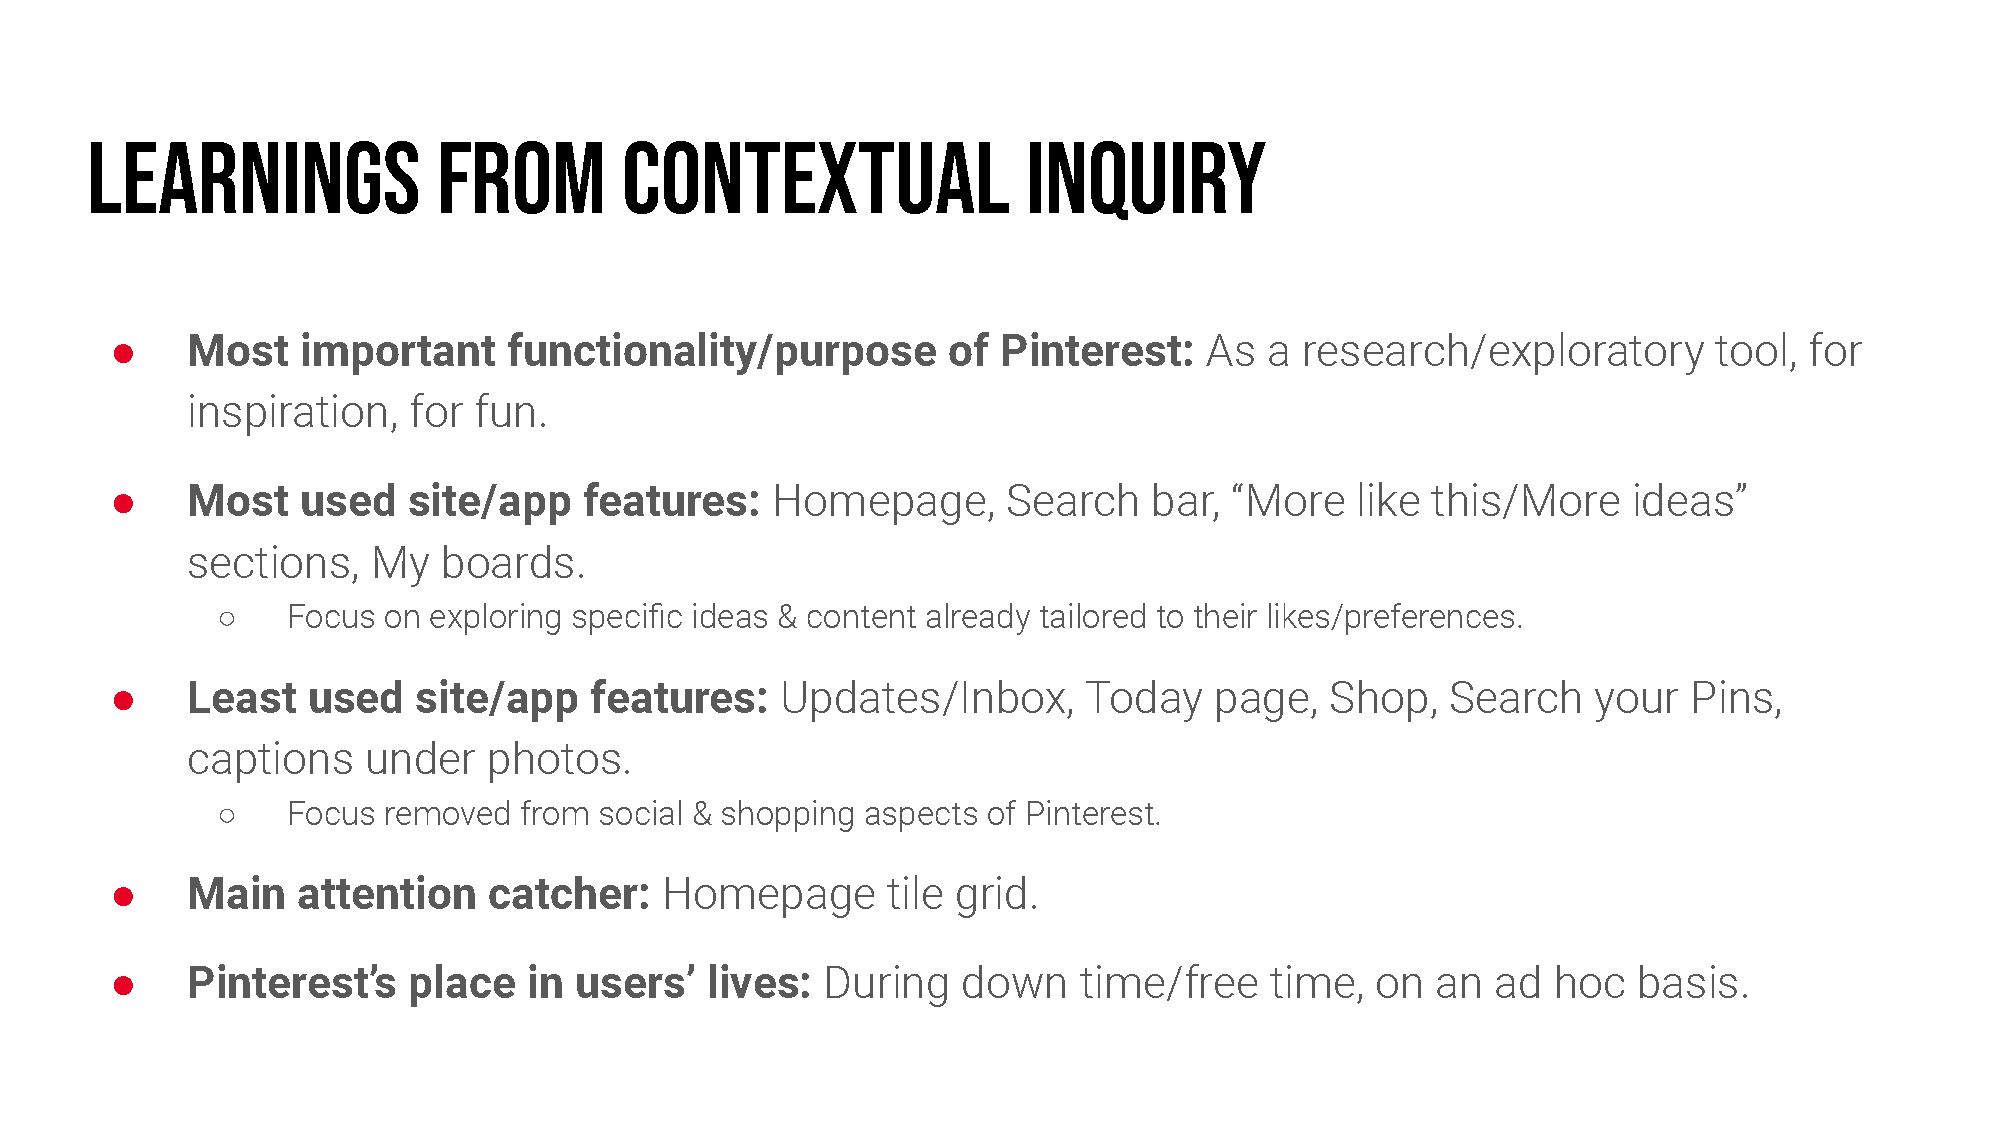 LEARNINGS FROM CONTEXTUAL INQUIRY
● Most important functionality/purpose of Pinterest: As a research/exploratory tool, for
inspiration, for fun.
● Most used site/app features: Homepage, Search bar, “More like this/More ideas”
sections, My boards.
○ Focus on exploring specific ideas & content already tailored to their likes/preferences.
● Least used site/app features: Updates/Inbox, Today page, Shop, Search your Pins,
captions under photos.
○ Focus removed from social & shopping aspects of Pinterest.
● Main attention catcher: Homepage tile grid.
● Pinterest’s place in users’ lives: During down time/free time, on an ad hoc basis.